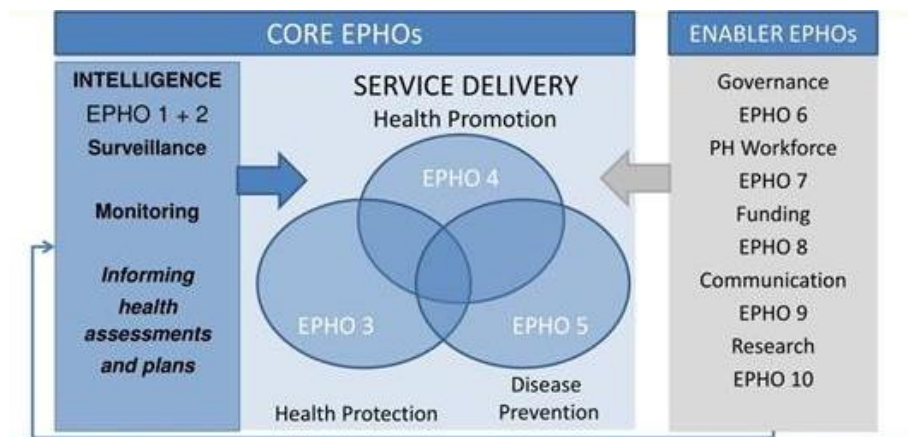 CORE EPHOs
ENABLER EPHOs
INTELLIGENCE
EPHO 1 + 2
Surveillance
Monitoring
Informing
health
assessments
and plans
SERVICE DELIVERY
Health Promotion
EPHO 4
EPHO 3
EPHO 5
Health Protection
Disease
Prevention
Governance
EPHO 6
PH Workforce
EPHO 7
Funding
EPHO 8
Communication
EPHO 9
Research
EPHO 10